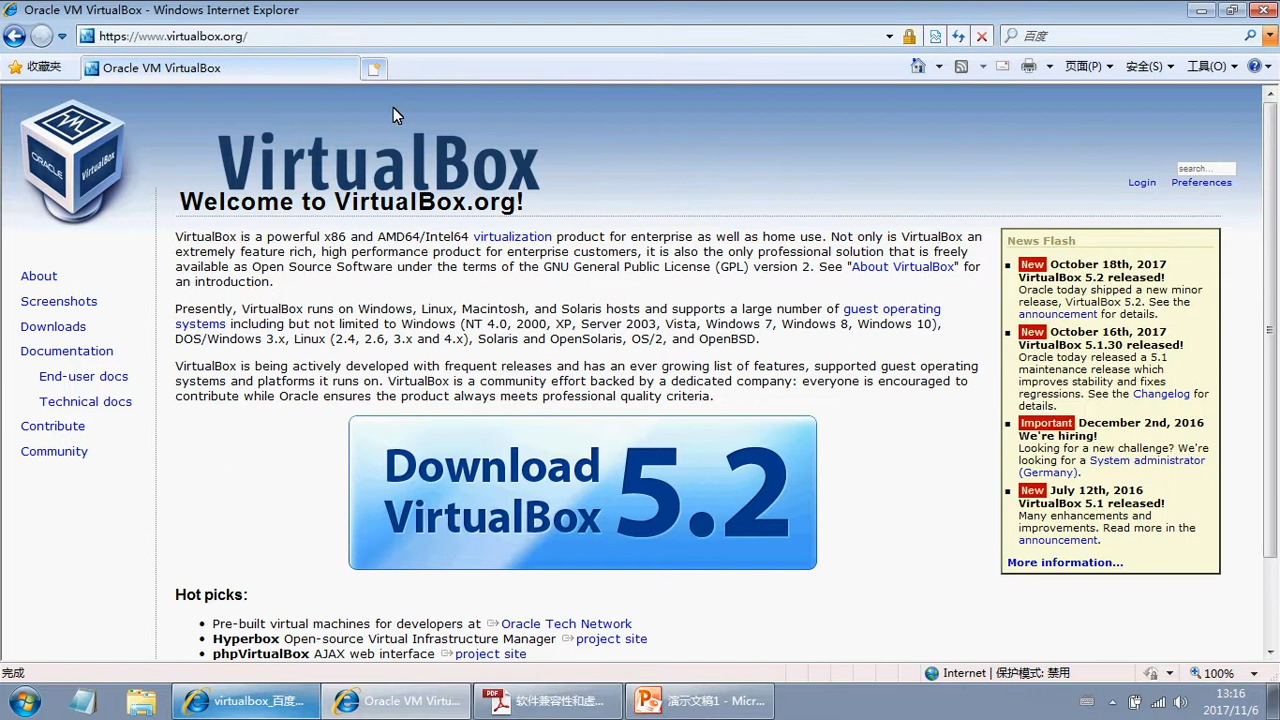 Oracle VM VirtualBox - Windows Internet Explorer
https://www.virtualbox.org/
百度
收藏夹
Oracle VM VirtualBox
页面(P)
安全(S)
工具(O)
ORACLE
VirtualBox
VirtualBox
search...
Login Preferences
Welcome to VirtualBox.org!
VirtualBox is a powerful x86 and AMD64/Intel64 virtualization product for enterprise as well as home use. Not only is VirtualBox an
extremely feature rich, high performance product for enterprise customers, it is also the only professional solution that is freely
available as Open Source Software under the terms of the GNU General Public License (GPL) version 2. See "About VirtualBox" for
an introduction.
Presently, VirtualBox runs on Windows, Linux, Macintosh, and Solaris hosts and supports a large number of guest operating
systems including but not limited to Windows (NT 4.0, 2000, XP, Server 2003, Vista, Windows 7, Windows 8, Windows 10),
DOS/Windows 3.x, Linux (2.4, 2.6, 3.x and 4.x), Solaris and OpenSolaris, OS/2, and OpenBSD.
VirtualBox is being actively developed with frequent releases and has an ever growing list of features, supported guest operating
systems and platforms it runs on. VirtualBox is a community effort backed by a dedicated company: everyone is encouraged to
contribute while Oracle ensures the product always meets professional quality criteria.
About
Screenshots
Downloads
Documentation
End-user docs
Technical docs
Contribute
Community
Download
VirtualBox 5.2
Hot picks:
• Pre-built virtual machines for developers at Oracle Tech Network
• Hyperbox Open-source Virtual Infrastructure Manager project site
• phpVirtualBox AJAX web interface project site
News Flash
New October 18th, 2017
VirtualBox 5.2 released!
Oracle today shipped a new minor
release, VirtualBox 5.2. See the
announcement for details.
New October 16th, 2017
VirtualBox 5.1.30 released!
Oracle today released a 5.1
maintenance release which
improves stability and fixes
regressions. See the Changelog for
details.
Important December 2nd, 2016
We're hiring!
Looking for a new challenge? We're
looking for a System administrator
(Germany).
New July 12th, 2016
VirtualBox 5.1 released!
Many enhancements and
improvements. Read more in the
announcement.
More information...
完成
Internet | 保护模式: 禁用
100%
virtualbox_百度...
Oracle VM Virtu...
软件兼容性和虚...
演示文稿1 - Micr...
13:16
2017/11/6